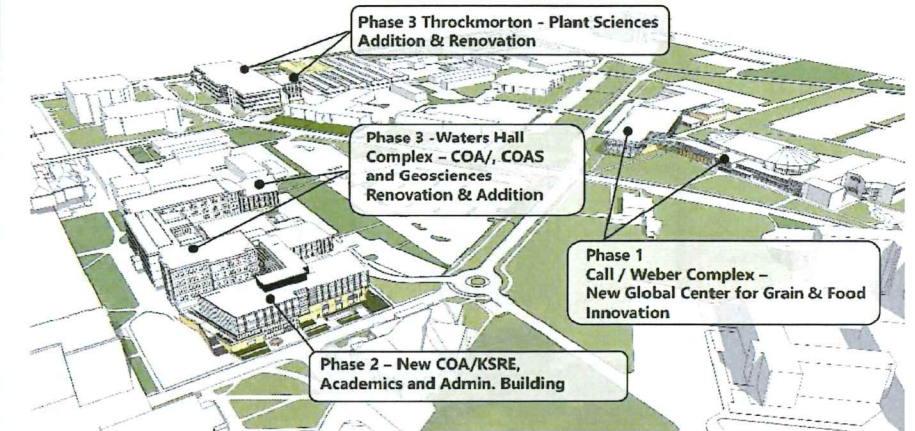 Phase 3 Throckmorton - Plant Sciences
Addition & Renovation
Phase 3 -Waters Hall
Complex – COA/, COAS
and Geosciences
Renovation & Addition
Phase 1
Call / Weber Complex –
New Global Center for Grain & Food
Innovation
Phase 2 – New COA/KSRE,
Academics and Admin. Building